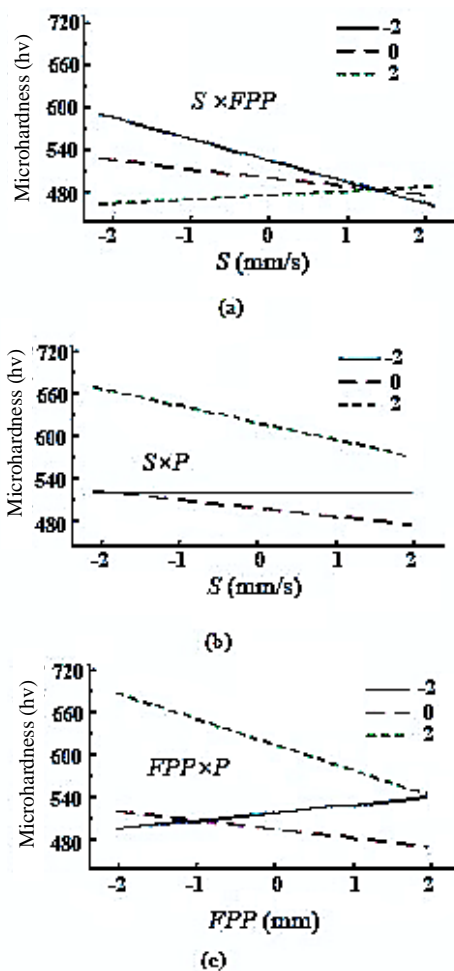 Microhardness (hv)
720
660
600
540
480
-2
0
2
S ×FPP
-2 -1 0 1 2
S (mm/s)
(a)
Microhardness (hv)
720
660
600
540
480
-2
0
2
S×P
-2 -1 0 1 2
S (mm/s)
(b)
Microhardness (hv)
720
660
600
540
480
-2
0
2
FPP×P
-2 -1 0 1 2
FPP (mm)
(c)